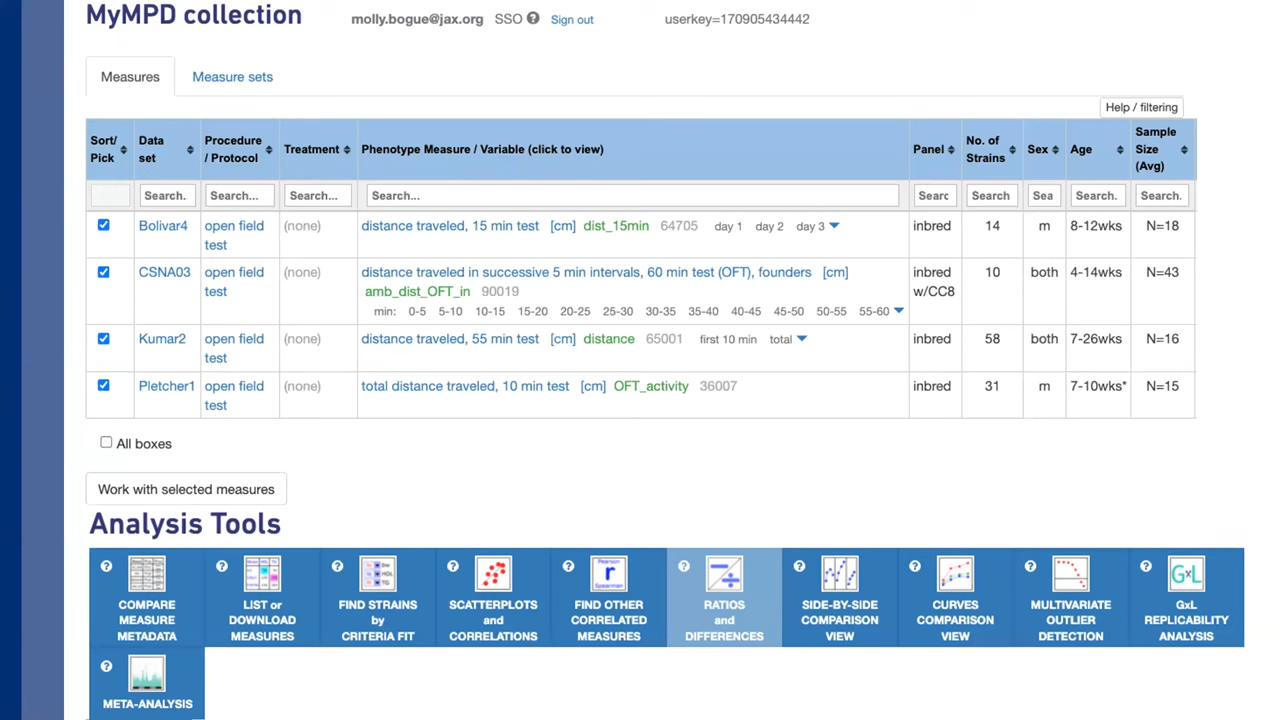 MyMPD collection
molly.bogue@jax.org SSO ? Sign out userkey=170905434442
Measures Measure sets
Help / filtering
Sort/ Pick Data set Procedure / Protocol Treatment Phenotype Measure / Variable (click to view) Panel No. of Strains Sex Age Sample Size (Avg)
Search. Search... Search... Search... Searc Search Sea Search. Search.
Bolivar4 open field test (none) distance traveled, 15 min test [cm] dist_15min 64705 day 1 day 2 day 3 inbred 14 m 8-12wks N=18
CSNA03 open field test (none) distance traveled in successive 5 min intervals, 60 min test (OFT), founders [cm] inbred w/CC8 10 both 4-14wks N=43
amb_dist_OFT_in 90019
min: 0-5 5-10 10-15 15-20 20-25 25-30 30-35 35-40 40-45 45-50 50-55 55-60
Kumar2 open field test (none) distance traveled, 55 min test [cm] distance 65001 first 10 min total inbred 58 both 7-26wks N=16
Pletcher1 open field test (none) total distance traveled, 10 min test [cm] OFT_activity 36007 inbred 31 m 7-10wks* N=15
All boxes
Work with selected measures
Analysis Tools
? COMPARE MEASURE METADATA
? LIST or DOWNLOAD MEASURES
? FIND STRAINS by CRITERIA FIT
? SCATTERPLOTS and CORRELATIONS
? Pearson r Spearman FIND OTHER CORRELATED MEASURES
? RATIOS and DIFFERENCES
? SIDE-BY-SIDE COMPARISON VIEW
? CURVES COMPARISON VIEW
? MULTIVARIATE OUTLIER DETECTION
? GxL GxL REPLICABILITY ANALYSIS
? META-ANALYSIS